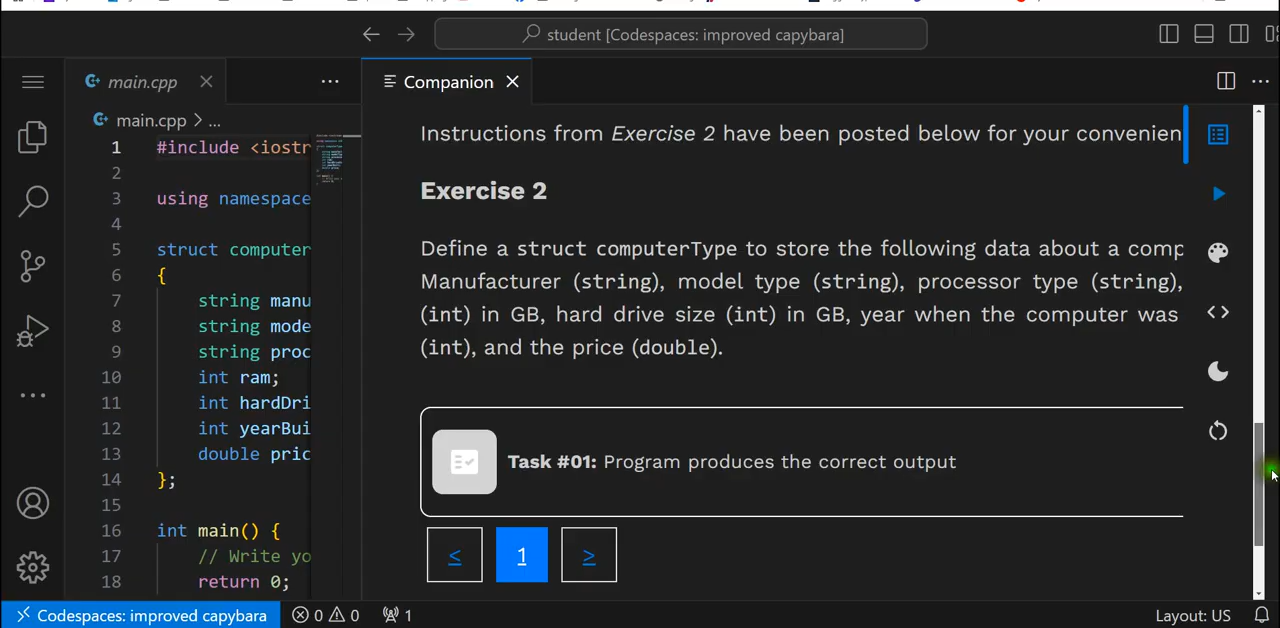 student [Codespaces: improved capybara]
main.cpp
Companion
main.cpp > ...
1 #include <iostr
2
3 using namespace
4
5 struct computer
6 {
7 string manu
8 string mode
9 string proc
10 int ram;
11 int hardDri
12 int yearBui
13 double pric
14 };
15
16 int main() {
17 // Write yo
18 return 0;
Instructions from Exercise 2 have been posted below for your convenien
Exercise 2
Define a struct computerType to store the following data about a comp
Manufacturer (string), model type (string), processor type (string),
(int) in GB, hard drive size (int) in GB, year when the computer was
(int), and the price (double).
Task #01: Program produces the correct output
< 1 >
Codespaces: improved capybara 0 0 1 Layout: US